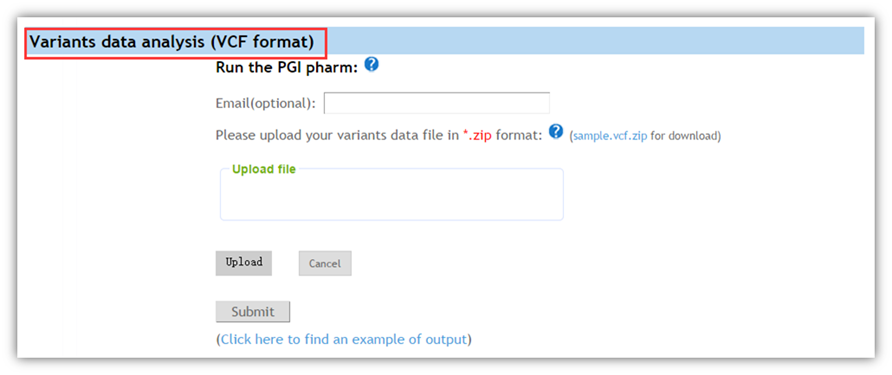 Variants data analysis (VCF format)
Run the PGI pharm: ?
Email(optional):
Please upload your variants data file in *.zip format: ? (sample.vcf.zip for download)
Upload file
Upload Cancel
Submit
(Click here to find an example of output)